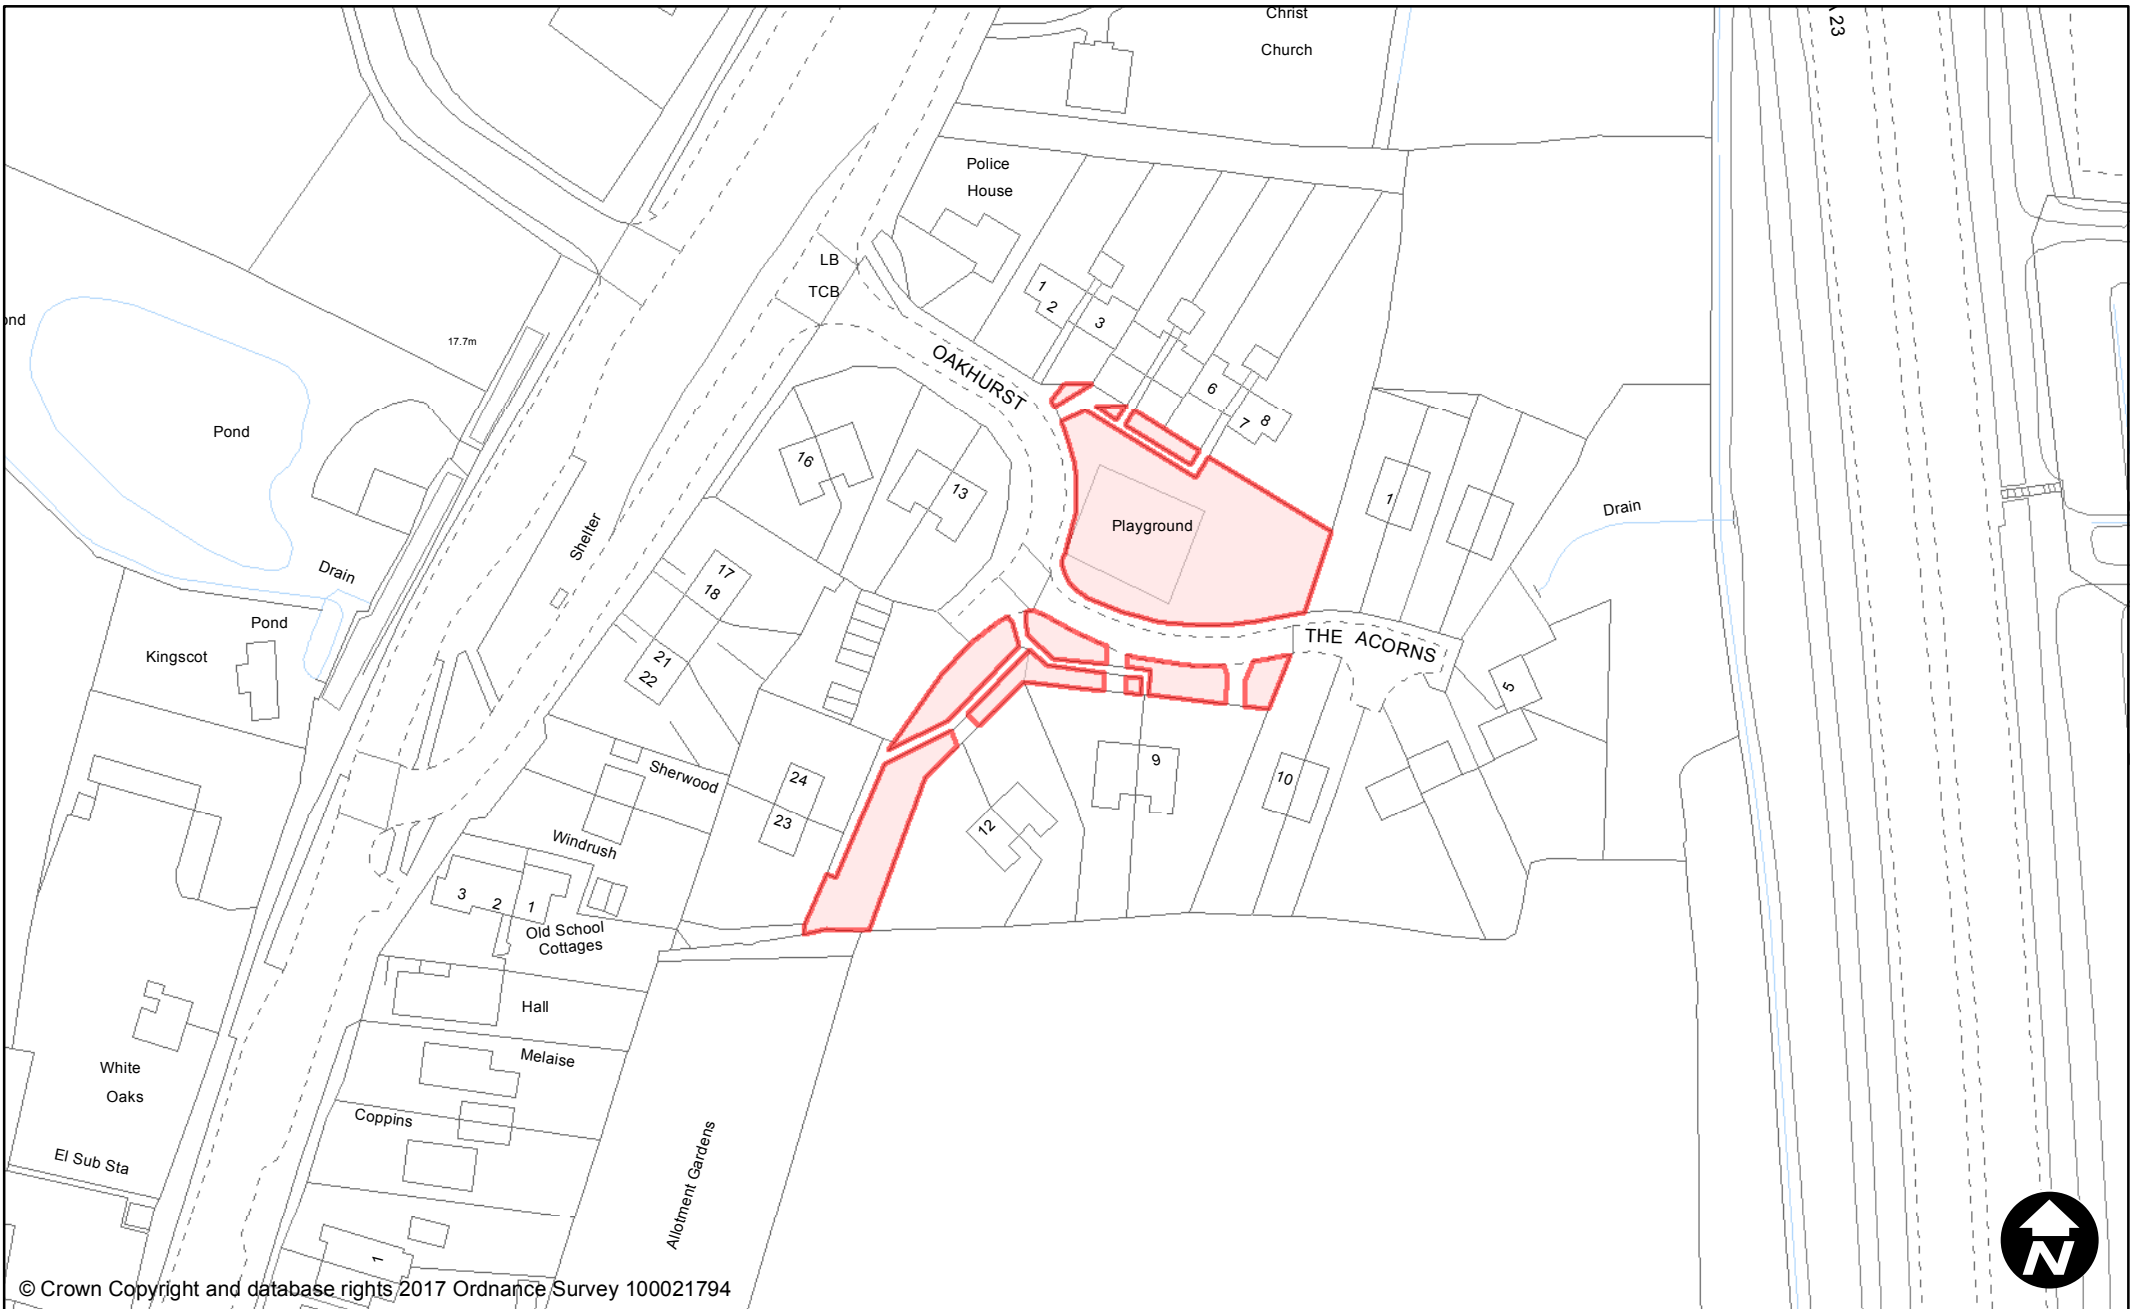 Christ
Church
A 23
Police
House
LB
TCB
1
2
3
OAKHURST
17.7m
Pond
6
7
8
16
13
1
Playground
Drain
Shelter
Drain
17
18
Pond
Kingscot
21
22
THE ACORNS
5
Sherwood
24
23
9
10
12
Windrush
3
2
1
Old School
Cottages
Hall
Melaise
White
Oaks
Coppins
El Sub Sta
Allotment Gardens
1
N
© Crown Copyright and database rights 2017 Ordnance Survey 100021794